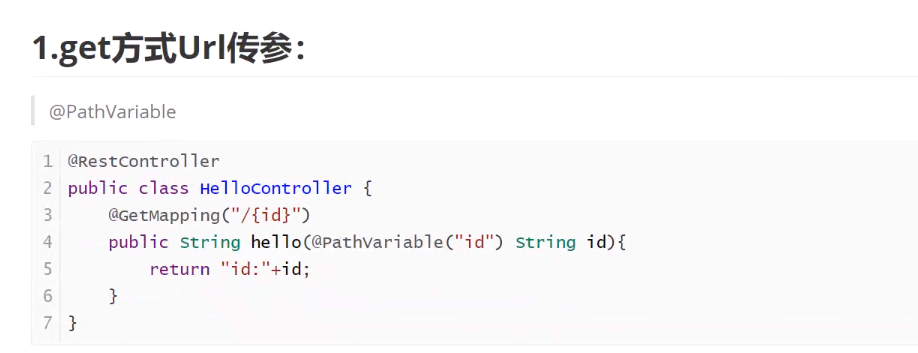 1.get方式Url传参：
@PathVariable
1 @RestController
2 public class HelloController {
3     @GetMapping("/{id}")
4     public String hello(@PathVariable("id") String id){
5         return "id:"+id;
6     }
7 }